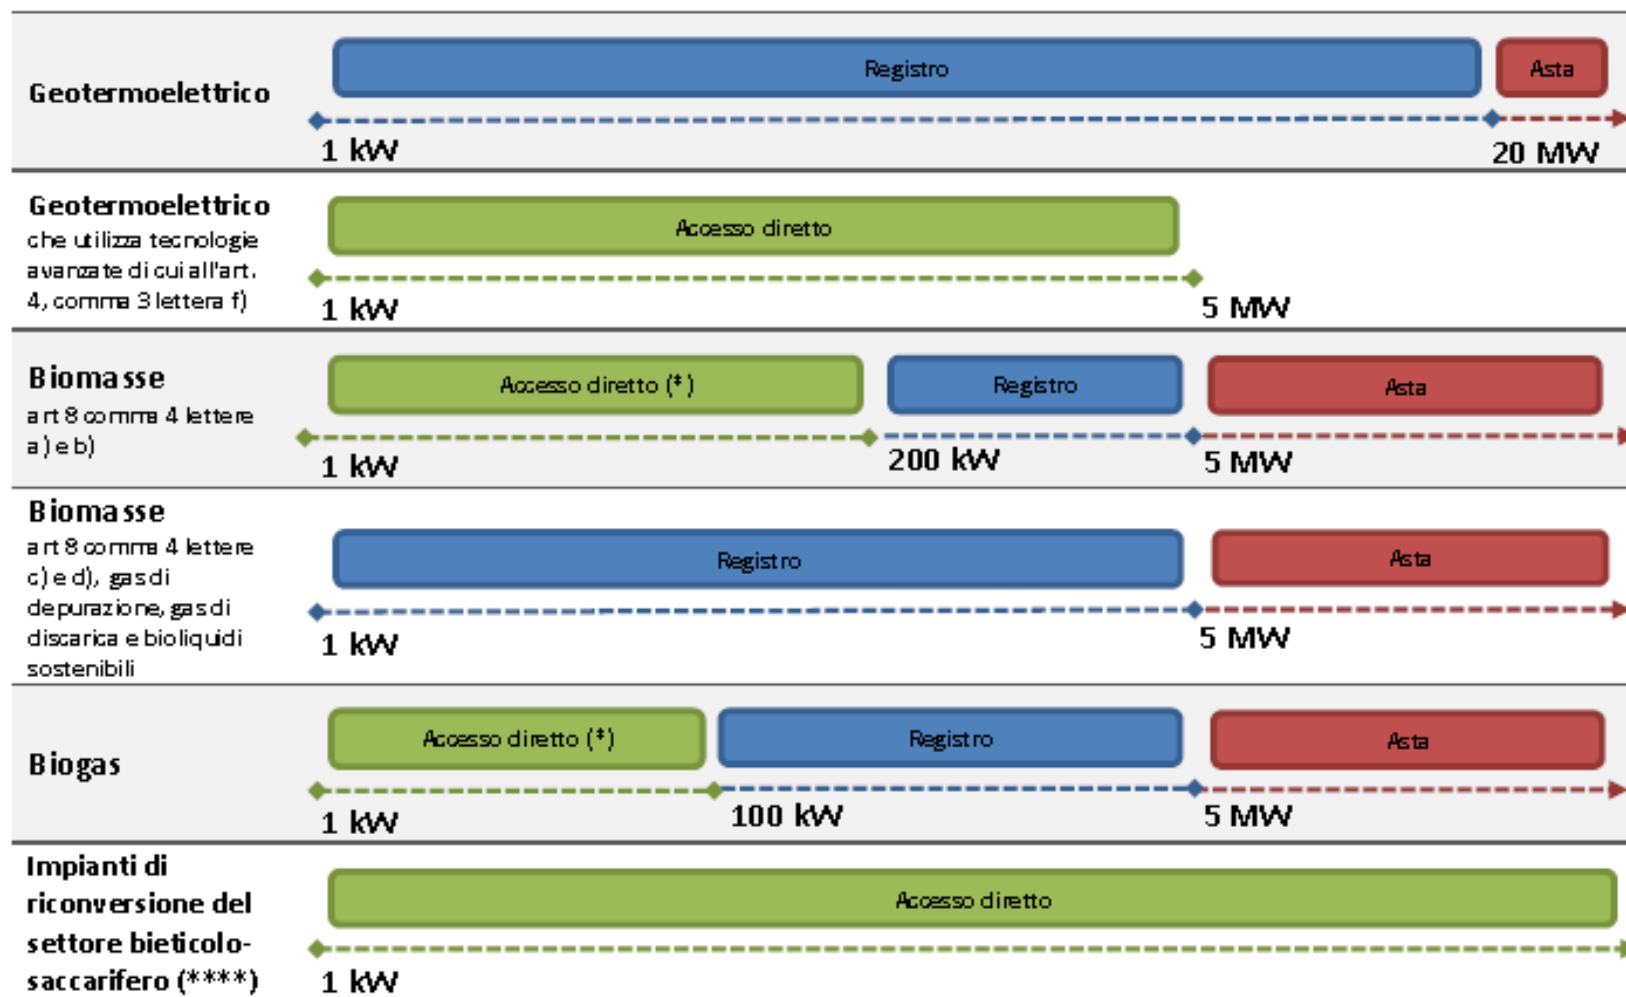 Geotermoelettrico
Registro
Asta
1 kW
20 MW
Geotermoelettrico
che utilizza tecnologie
avanzate di cui all'art.
4, comma 3 lettera f)
Accesso diretto
1 kW
5 MW
Biomasse
art 8 comma 4 lettere
a) e b)
Accesso diretto (*)
Registro
Asta
1 kW
200 kW
5 MW
Biomasse
art 8 comma 4 lettere
c) e d), gas di
depurazione, gas di
discarica e bioliquidi
sostenibili
Registro
Asta
1 kW
5 MW
Biogas
Accesso diretto (*)
Registro
Asta
1 kW
100 kW
5 MW
Impianti di
riconversione del
settore bieticolo-
saccarifero (****)
Accesso diretto
1 kW